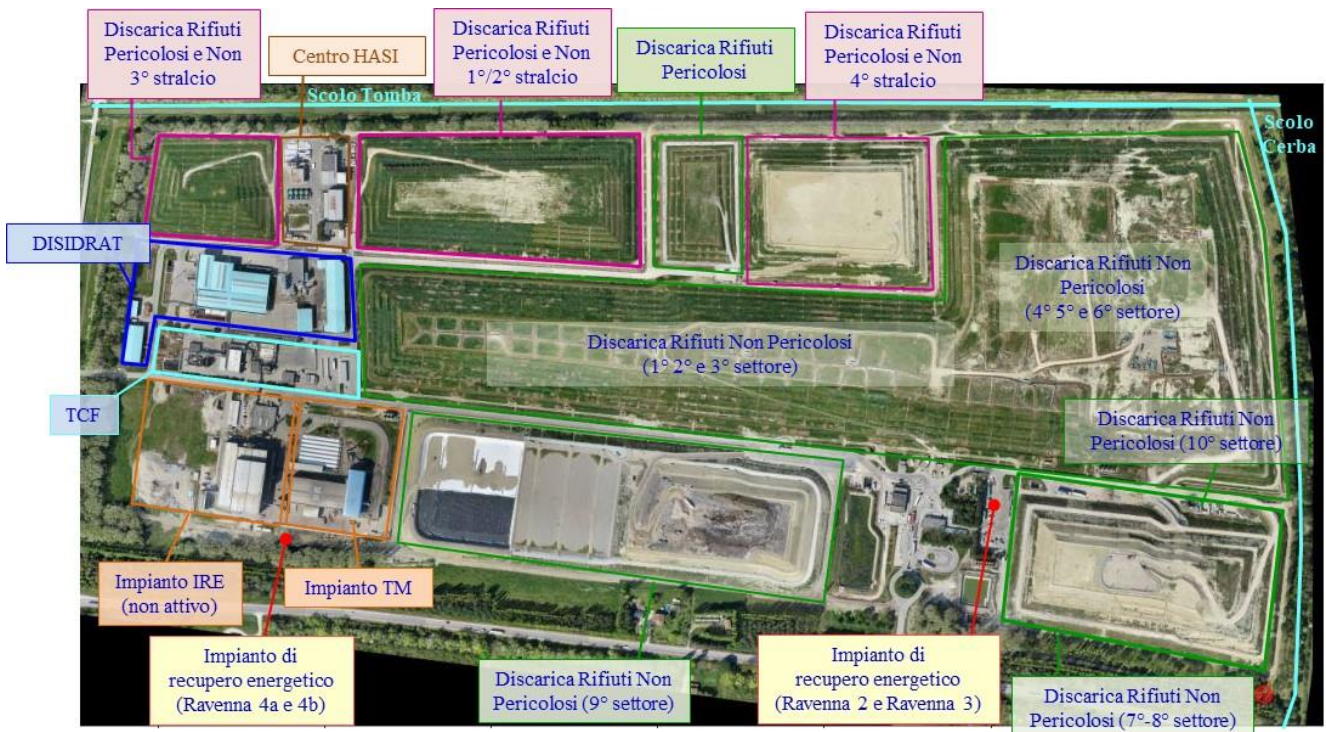 Discarica Rifiuti
Pericolosi e Non
3° stralcio
Centro HASI
Discarica Rifiuti
Pericolosi e Non
1°/2° stralcio
Discarica Rifiuti
Pericolosi
Discarica Rifiuti
Pericolosi e Non
4° stralcio
Scolo Tomba
Scolo
Cerba
DISIDRAT
Discarica Rifiuti Non
Pericolosi
(4° 5° e 6° settore)
Discarica Rifiuti Non Pericolosi
(1° 2° e 3° settore)
TCF
Discarica Rifiuti Non
Pericolosi (10° settore)
Impianto IRE
(non attivo)
Impianto TM
Impianto di
recupero energetico
(Ravenna 4a e 4b)
Discarica Rifiuti Non
Pericolosi (9° settore)
Impianto di
recupero energetico
(Ravenna 2 e Ravenna 3)
Discarica Rifiuti Non
Pericolosi (7°-8° settore)